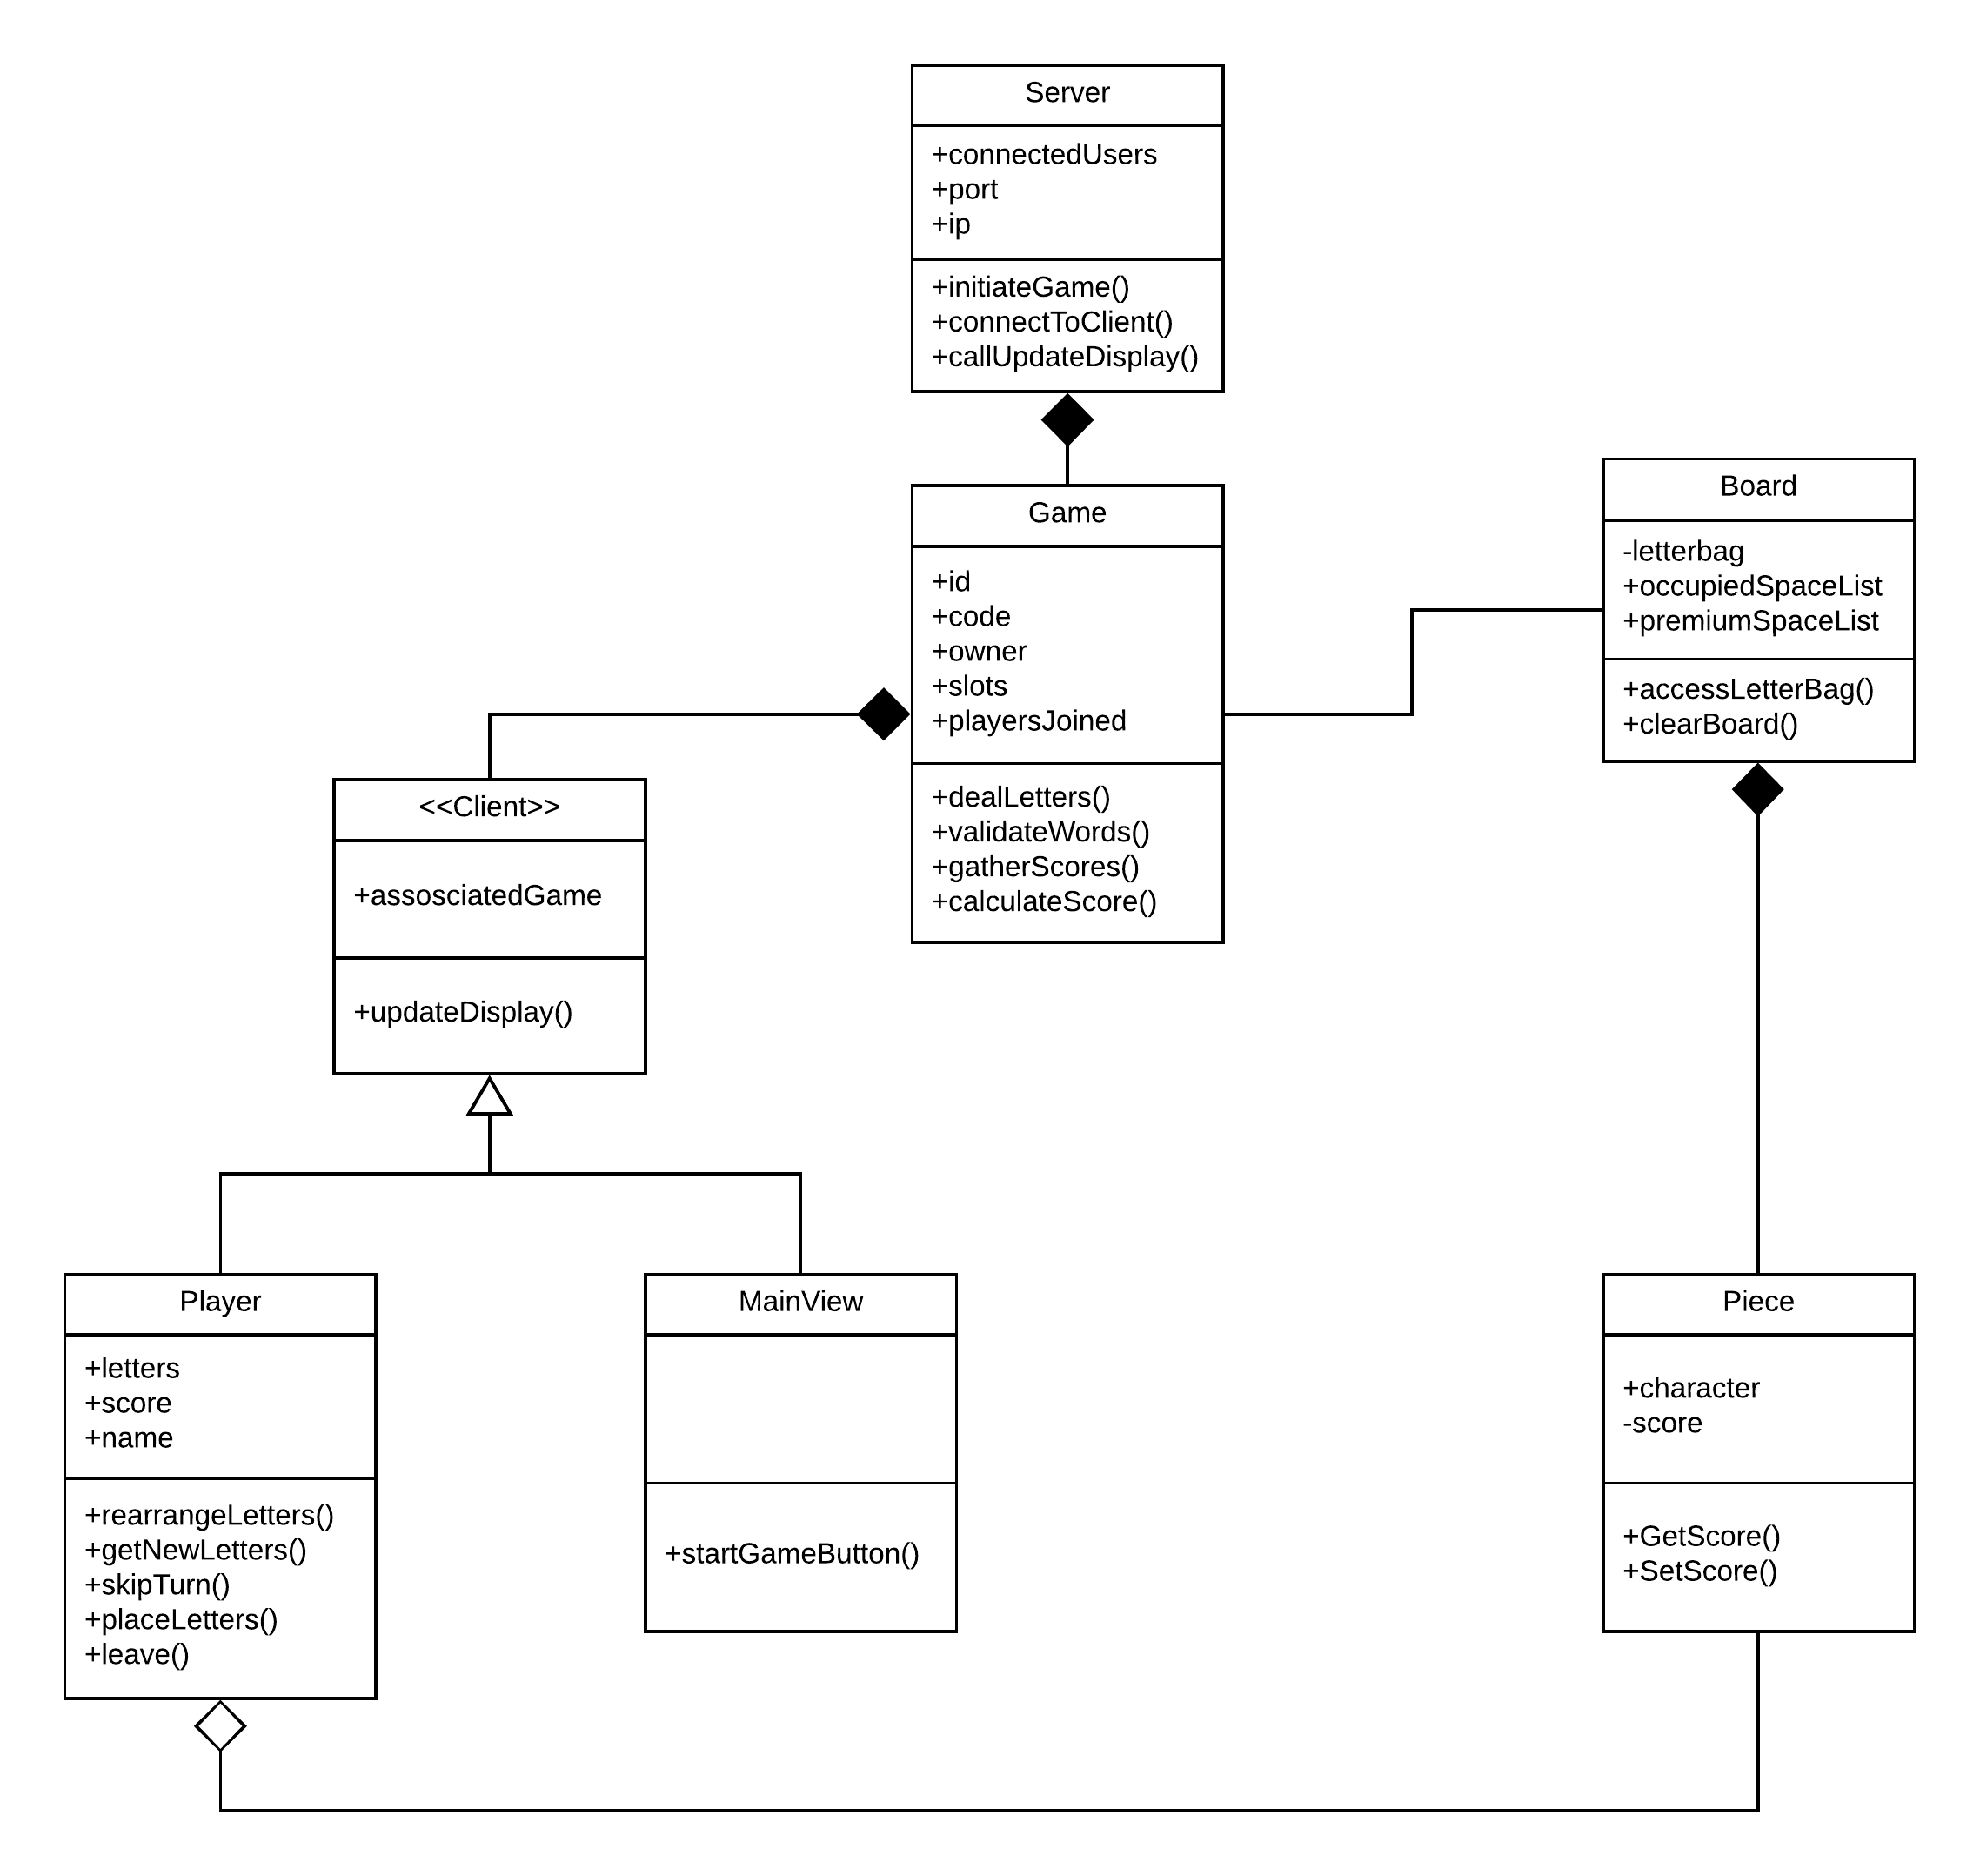 Server
+connectedUsers
+port
+ip
+initiateGame()
+connectToClient()
+callUpdateDisplay()
Game
+id
+code
+owner
+slots
+playersJoined
+dealLetters()
+validateWords()
+gatherScores()
+calculateScore()
Board
-letterbag
+occupiedSpaceList
+premiumSpaceList
+accessLetterBag()
+clearBoard()
<<Client>>
+assosciatedGame
+updateDisplay()
Player
+letters
+score
+name
+rearrangeLetters()
+getNewLetters()
+skipTurn()
+placeLetters()
+leave()
MainView
+startGameButton()
Piece
+character
-score
+GetScore()
+SetScore()